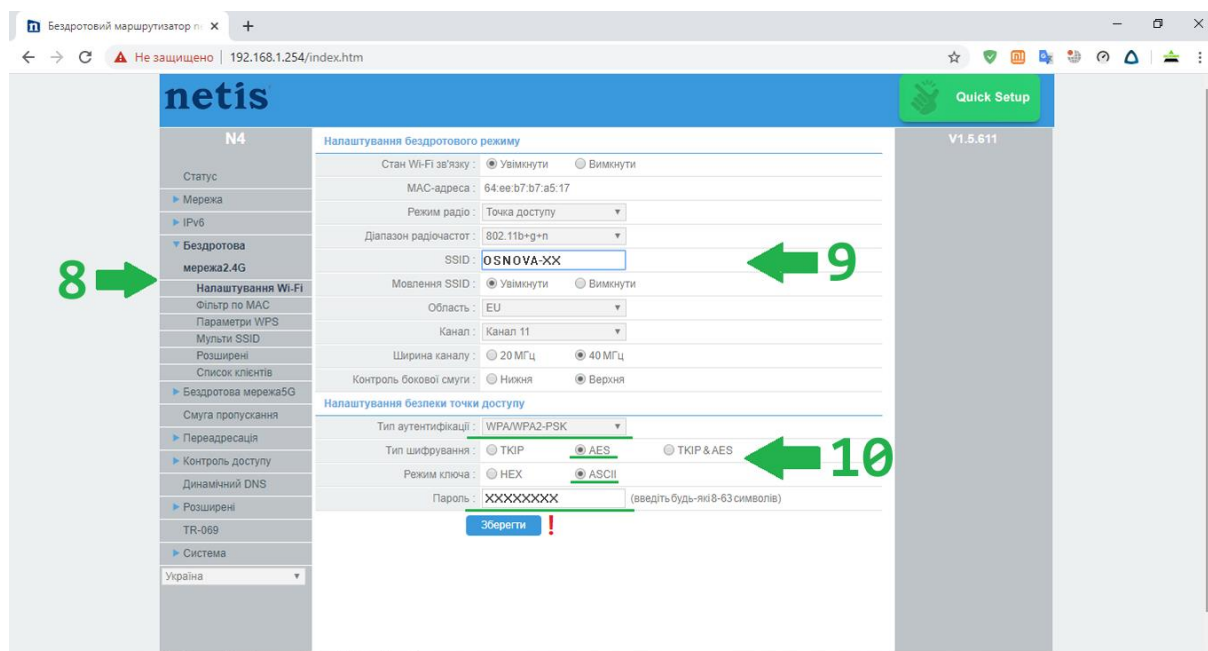 Бездротовий маршрутизатор п
Не защищено | 192.168.1.254/index.htm
netis
Quick Setup
N4
V1.5.611
Статус
Мережа
IPv6
Бездротова
мережа2.4G
Налаштування Wi-Fi
Фільтр по MAC
Параметри WPS
Мульти SSID
Розширені
Список клієнтів
Бездротова мережа5G
Смуга пропускання
Переадресація
Контроль доступу
Динамічний DNS
Розширені
TR-069
Система
Україна
8
Налаштування бездротового режиму
Стан Wi-Fi зв'язку : Увімкнути Вимкнути
MAC-адреса : 64:ee:b7:b7:a5:17
Режим радіо : Точка доступу
Діапазон радіочастот : 802.11b+g+n
SSID : OSNOVA-XX
9
Мовлення SSID : Увімкнути Вимкнути
Область : EU
Канал : Канал 11
Ширина каналу : 20 МГц 40 МГц
Контроль бокової смуги : Нижня Верхня
Налаштування безпеки точки доступу
Тип аутентифікації : WPA/WPA2-PSK
Тип шифрування : TKIP AES TKIP & AES
10
Режим ключа : HEX ASCII
Пароль : XXXXXXXX (введіть будь-які 8-63 символів)
Зберегти !